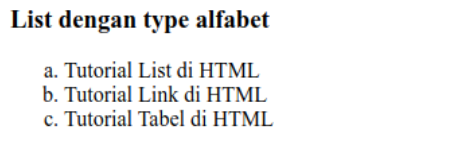 List dengan type alfabet
a. Tutorial List di HTML
b. Tutorial Link di HTML
c. Tutorial Tabel di HTML